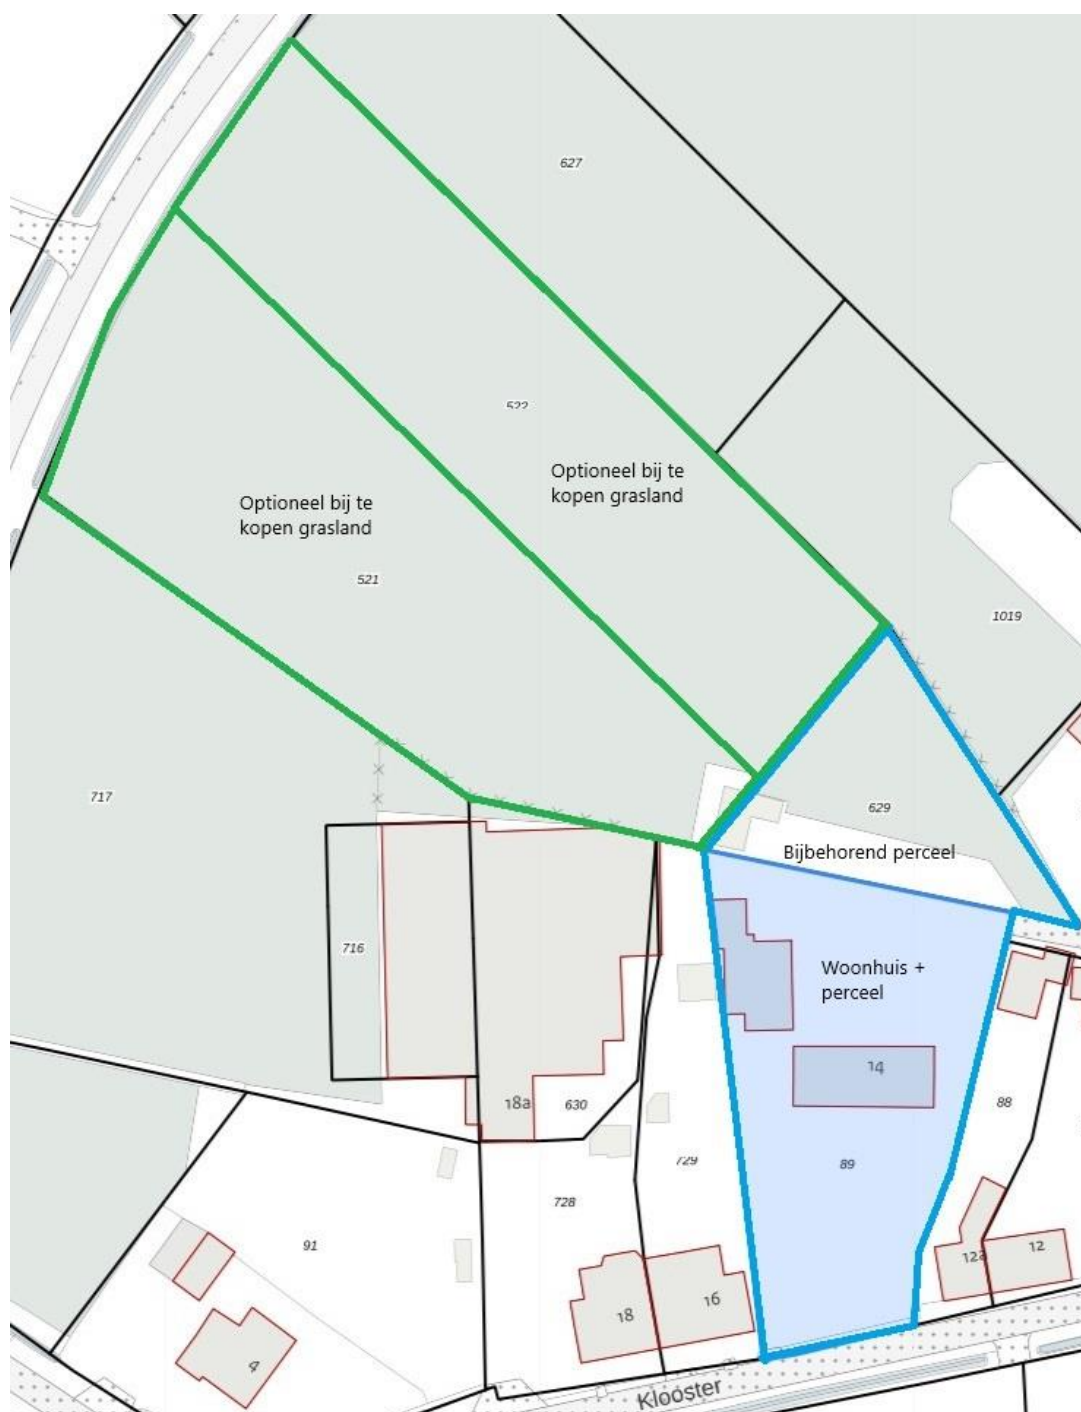 627
522
Optioneel bij te
kopen grasland
Optioneel bij te
kopen grasland
521
1019
717
629
Bijbehorend perceel
716
Woonhuis +
perceel
14
18a
630
88
729
89
728
91
12a
12
16
18
4
Klooster